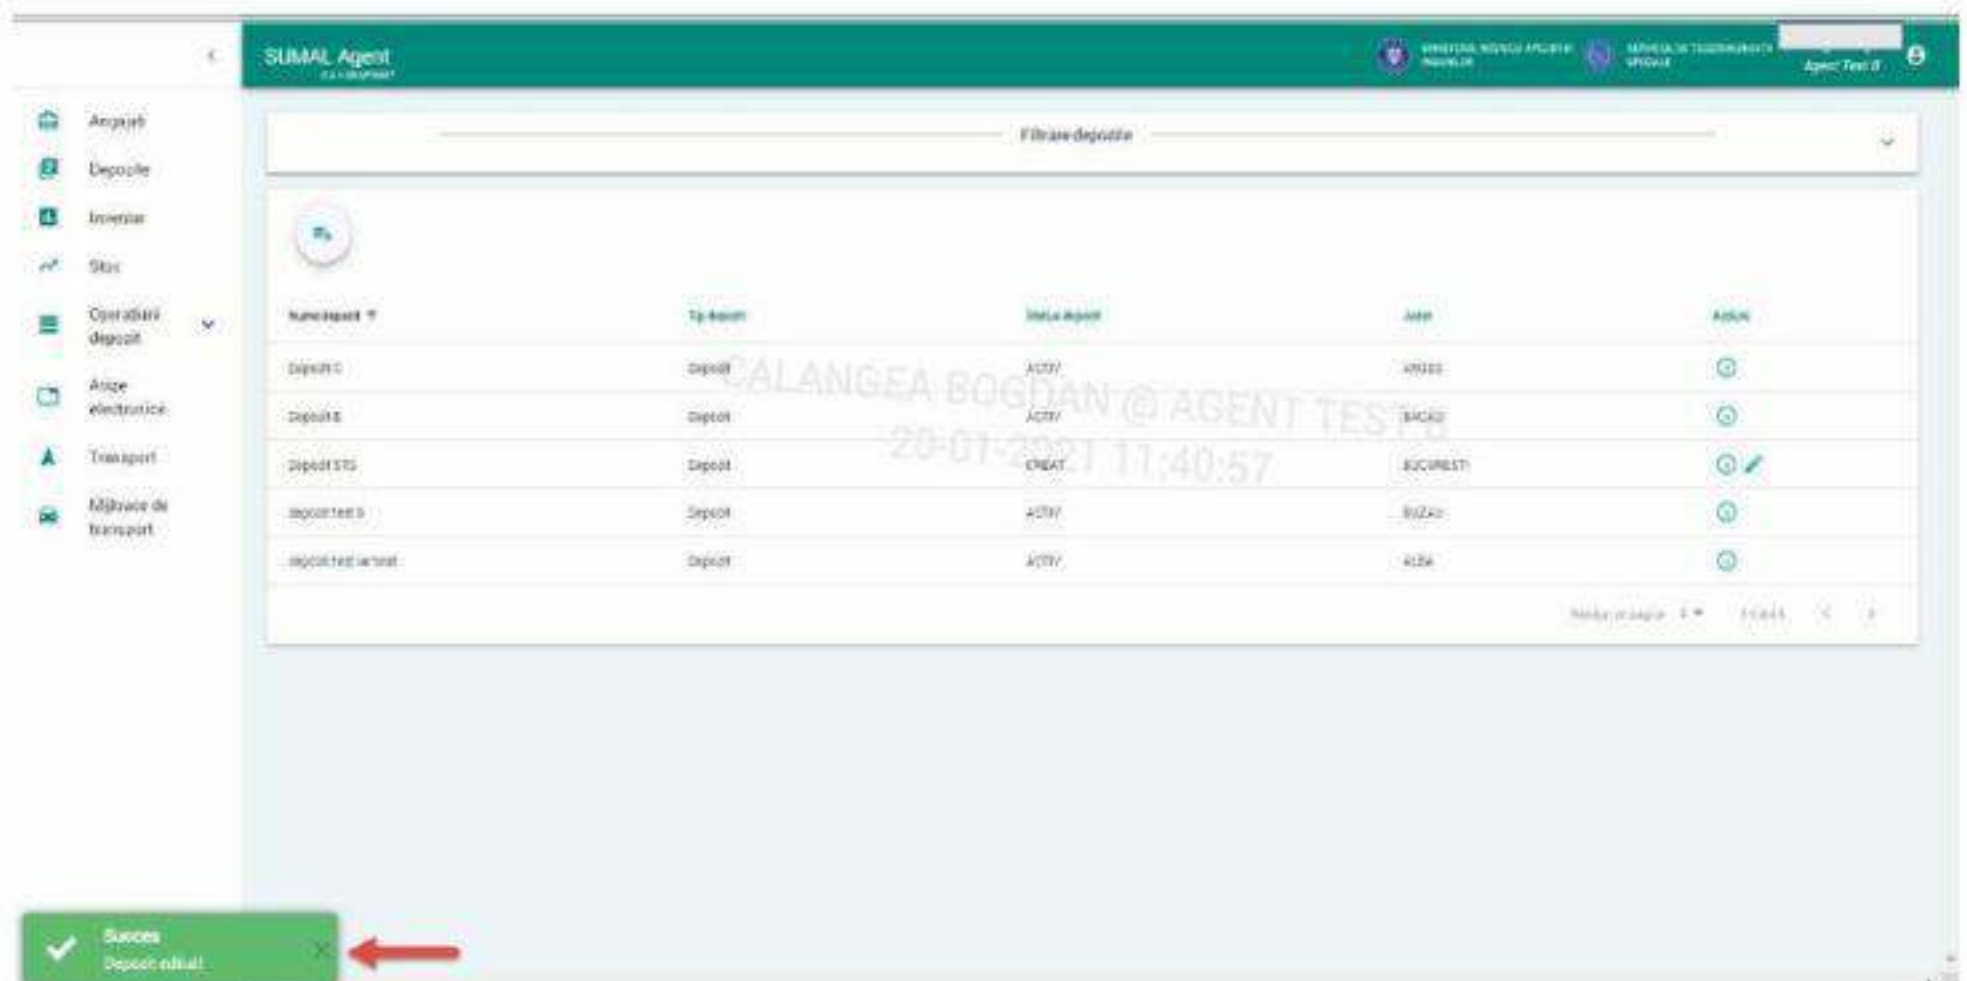 SUMAL Agent
Agent Test B
Angajati
Depozite
Inventar
Stoc
Operatiuni
depozit
Avize
electronice
Transport
Mijloace de
transport
Filtrare depozite
Nume depozit
Tip depozit
Status depozit
Judet
Actiuni
Depozit C
Depozit
ACTIV
ARGES
Depozit B
Depozit
ACTIV
BACAU
Depozit STS
Depozit
CREAT
BUCURESTI
depozit test b
Depozit
ACTIV
BUZAU
depozit test
Depozit
ACTIV
ALBA
CALANGEA BOGDAN @ AGENT TEST B
20-01-2021 11:40:57
Succes
Depozit editat!